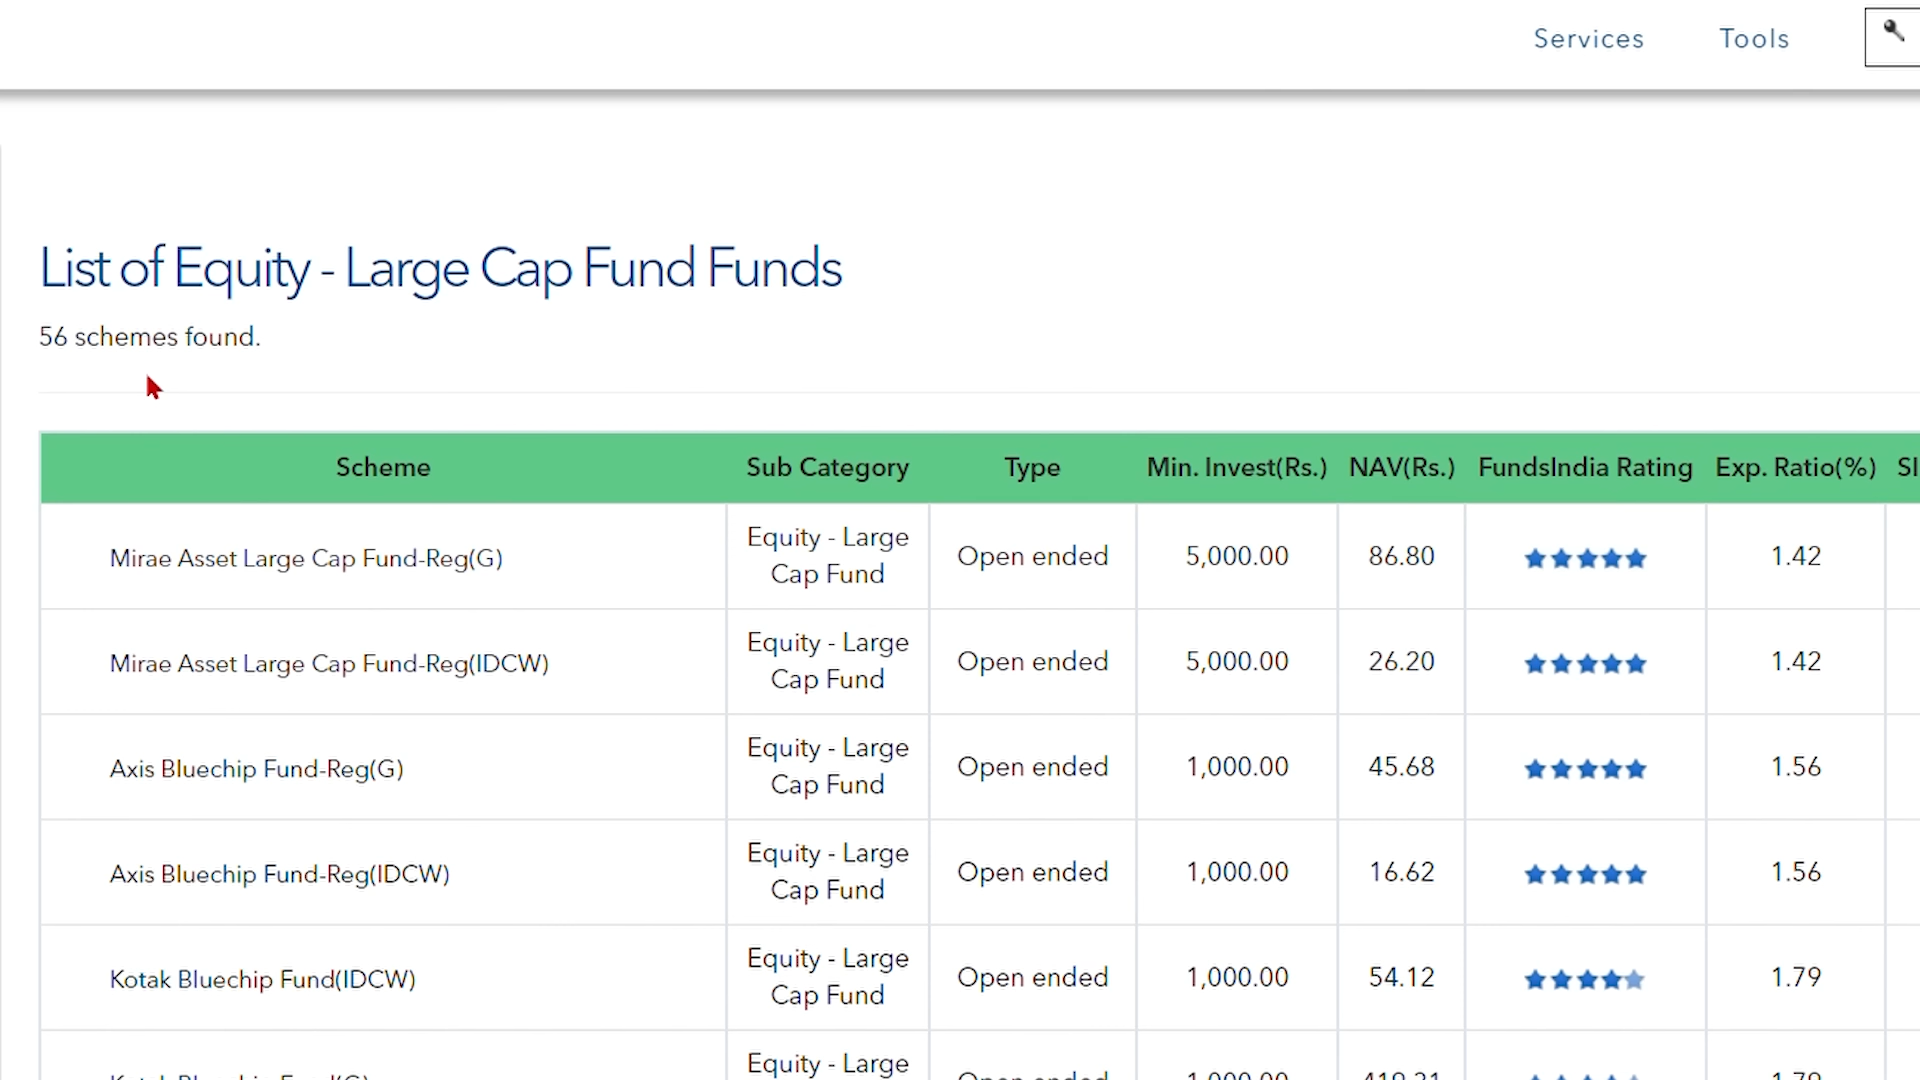 Services Tools
List of Equity - Large Cap Fund Funds
56 schemes found.
Scheme Sub Category Type Min. Invest(Rs.) NAV(Rs.) FundsIndia Rating Exp. Ratio(%)
Mirae Asset Large Cap Fund-Reg(G) Equity - Large Cap Fund Open ended 5,000.00 86.80 1.42
Mirae Asset Large Cap Fund-Reg(IDCW) Equity - Large Cap Fund Open ended 5,000.00 26.20 1.42
Axis Bluechip Fund-Reg(G) Equity - Large Cap Fund Open ended 1,000.00 45.68 1.56
Axis Bluechip Fund-Reg(IDCW) Equity - Large Cap Fund Open ended 1,000.00 16.62 1.56
Kotak Bluechip Fund(IDCW) Equity - Large Cap Fund Open ended 1,000.00 54.12 1.79
Equity - Large